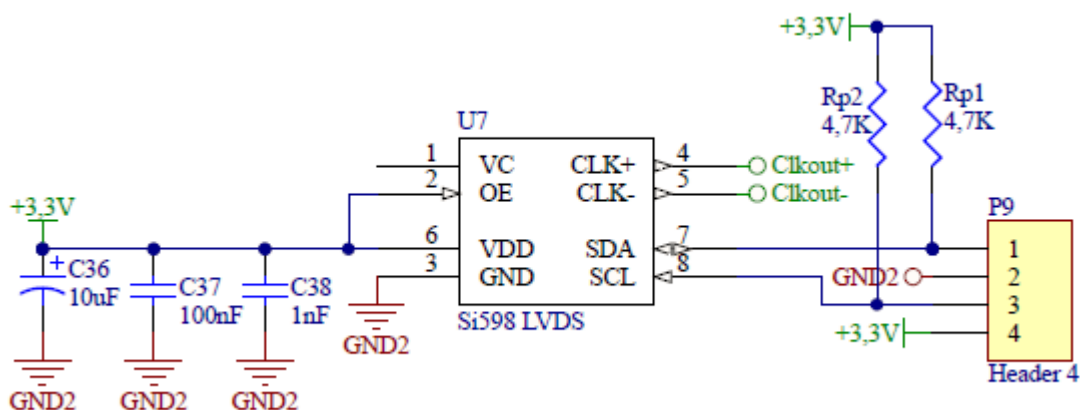 +3,3V
Rp2
4,7K
Rp1
4,7K
U7
1 VC CLK+ 4 Clkout+
2 OE CLK- 5 Clkout-
+3,3V
P9
6 VDD SDA 7 1
3 GND SCL 8 GND2 2
3
+3,3V 4
C36
10uF
C37
100nF
C38
1nF
Si598 LVDS
GND2
Header 4
GND2 GND2 GND2